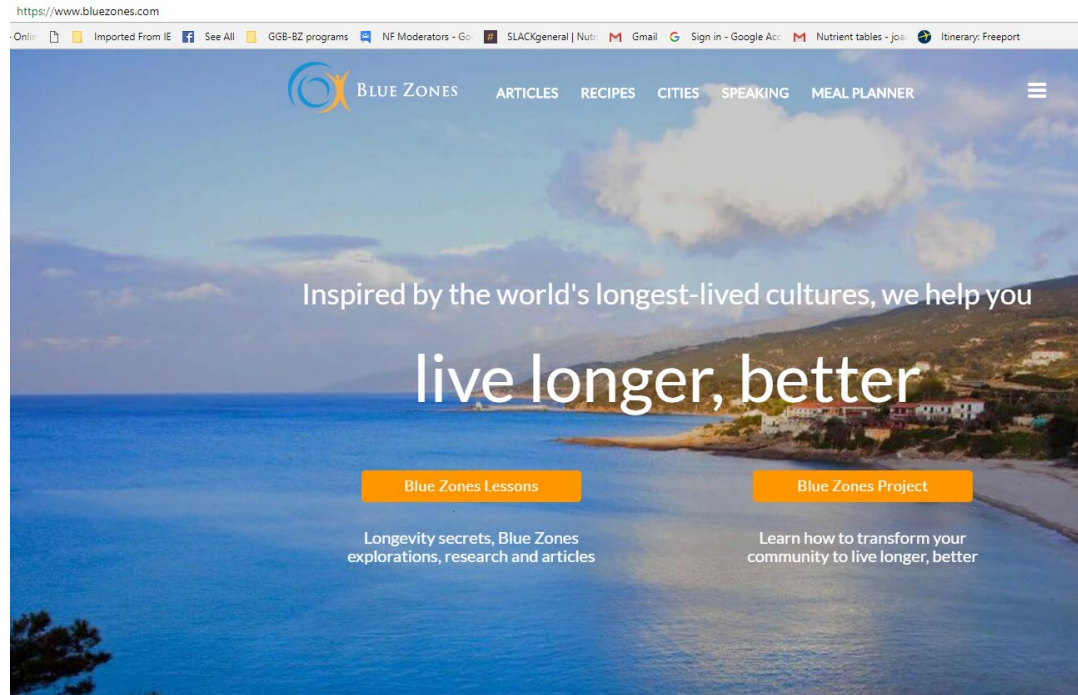 https://www.bluezones.com
Onlin Imported From IE See All GGB-BZ programs NF Moderators - Go SLACKgeneral | Nutr Gmail Sign in - Google Acc Nutrient tables - joa Itinerary: Freeport
BLUE ZONES ARTICLES RECIPES CITIES SPEAKING MEAL PLANNER
Inspired by the world's longest-lived cultures, we help you
live longer, better
Blue Zones Lessons Blue Zones Project
Longevity secrets, Blue Zones Learn how to transform your
explorations, research and articles community to live longer, better